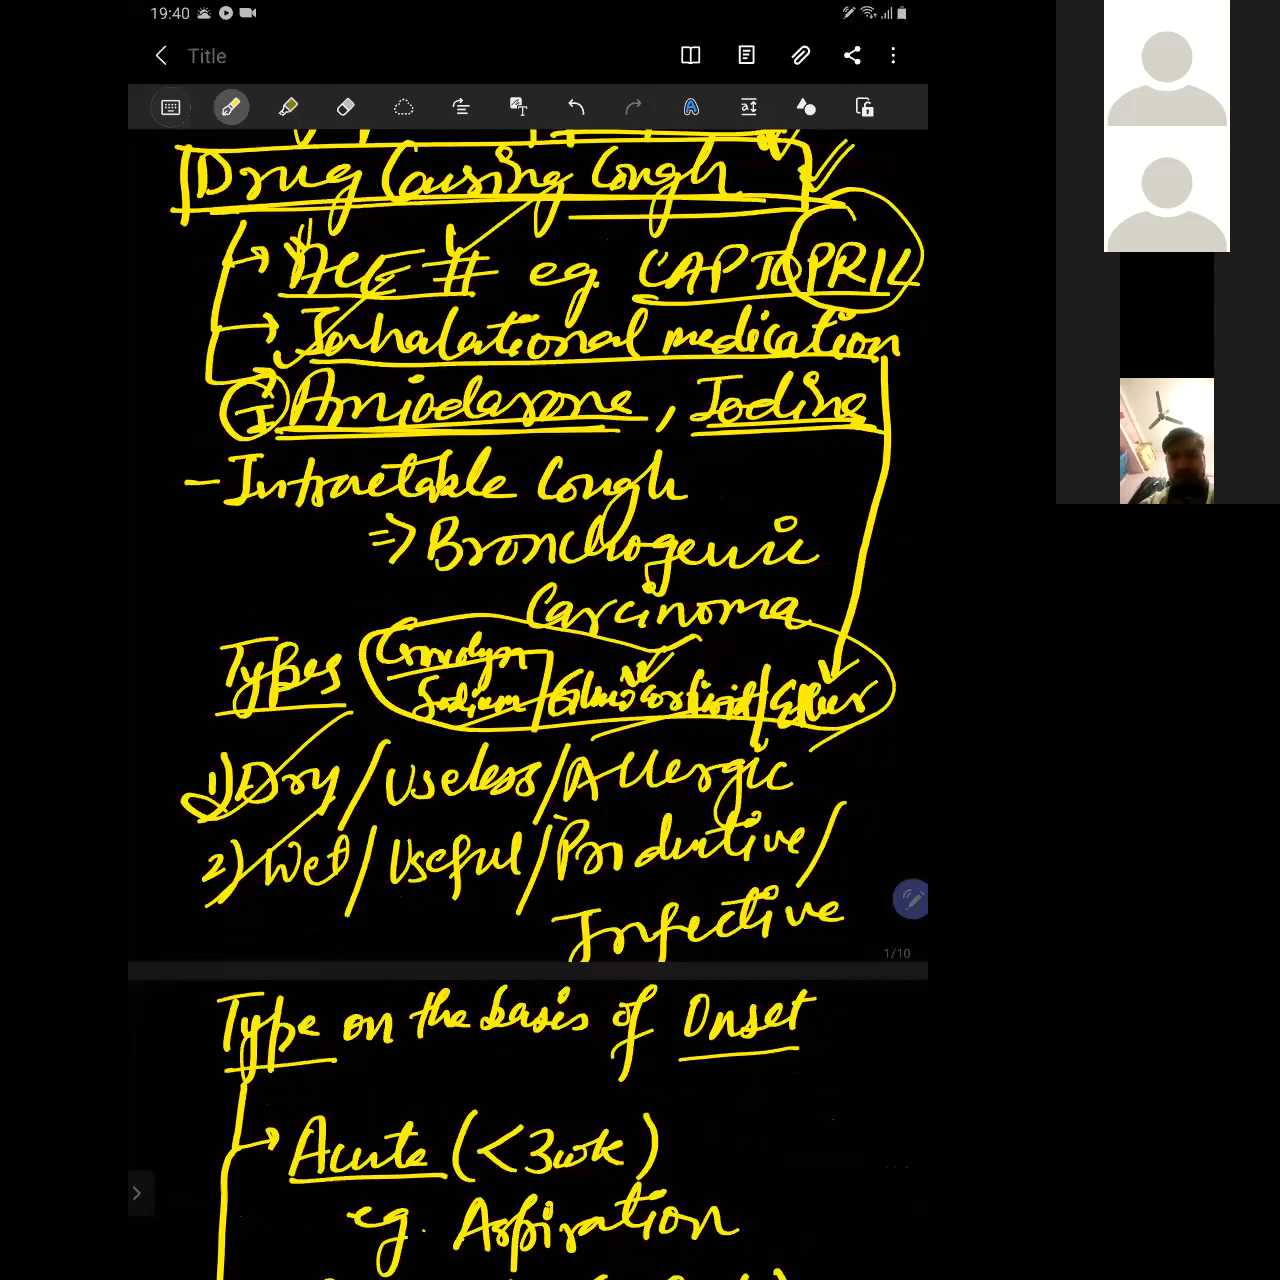 19:40
Title
Drug Causing Cough
ACE # eg. CAPTOPRIL
Inhalational medication
Amiodarone, Iodine
- Intractable Cough
⇒ Bronchogenic
Carcinoma
Types
Cromolyn
Sodium / Glucocorticoid /
1) Dry / Useless / Allergic
2) Wet / Useful / Productive /
Infective
1/10
Type on the basis of Onset
→ Acute (<3wk)
eg. Aspiration